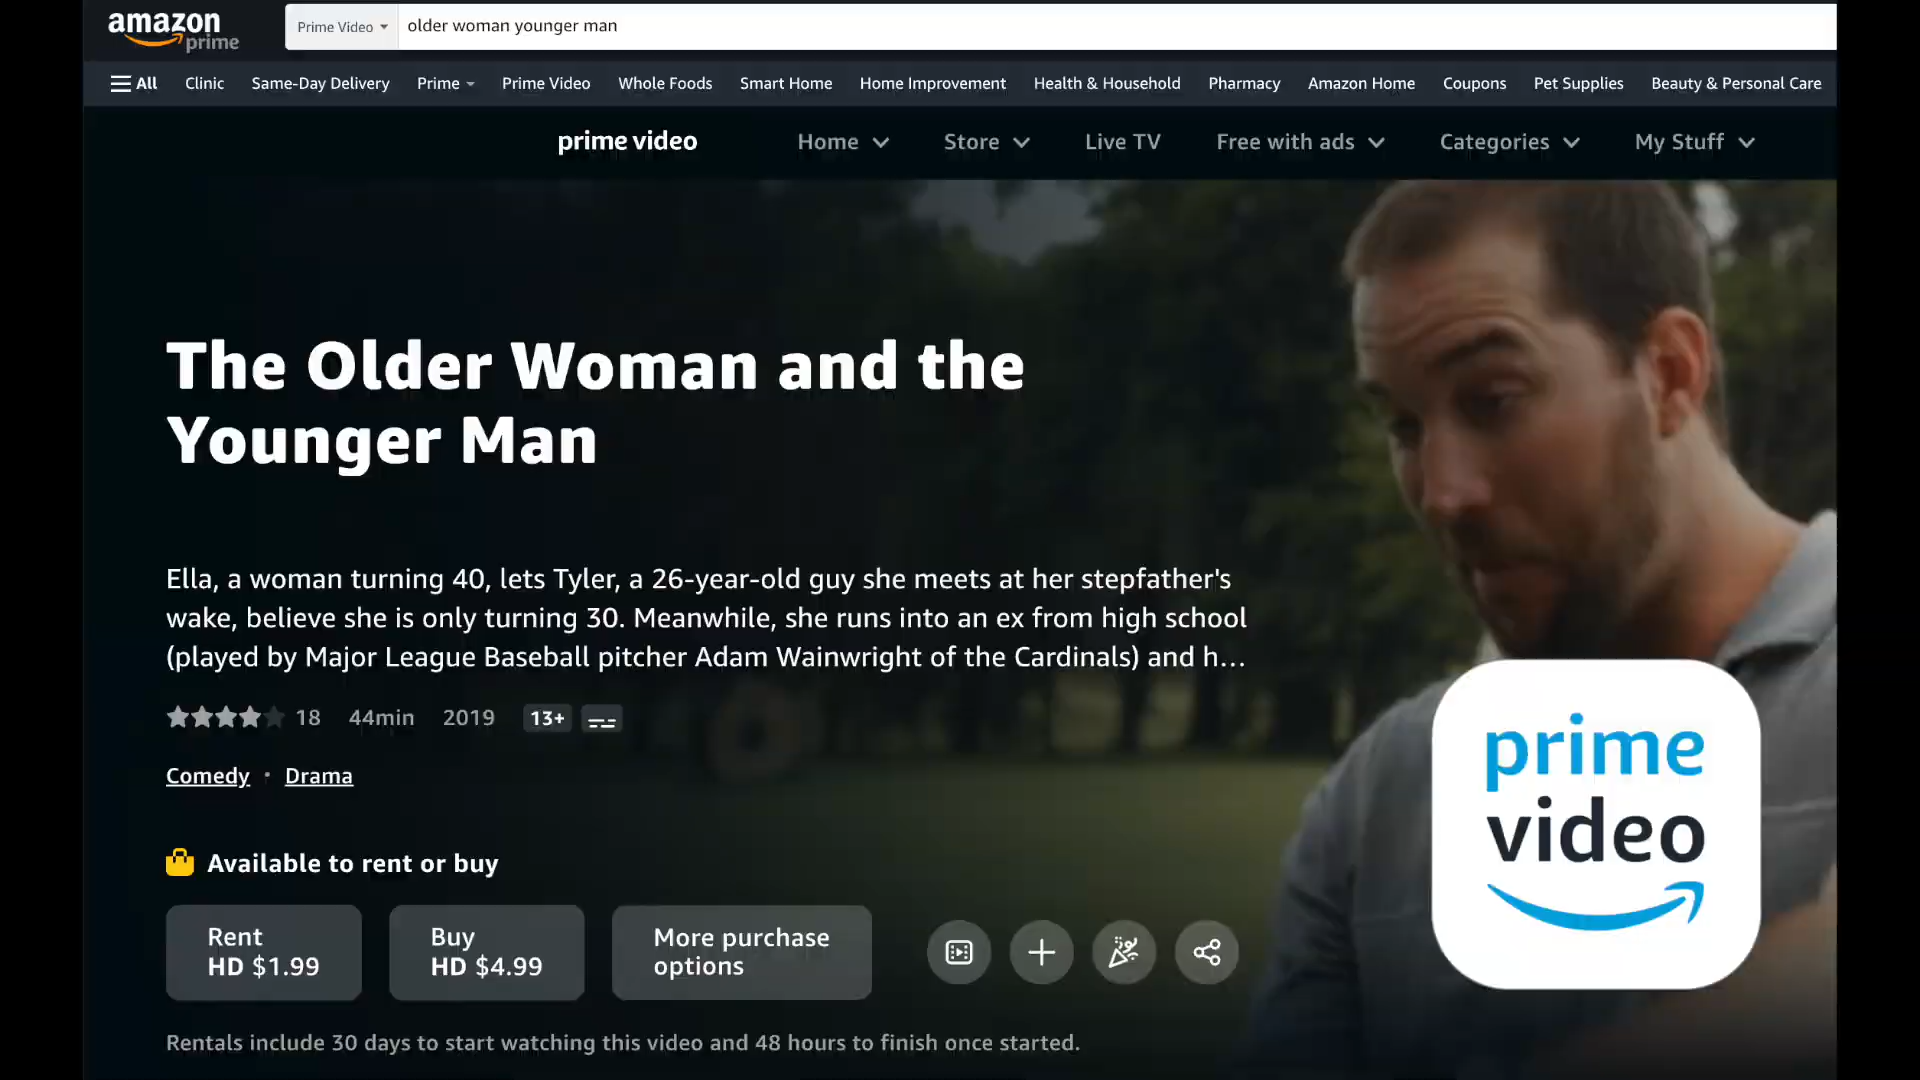 amazon
prime
Prime Video
older woman younger man
All Clinic Same-Day Delivery Prime Prime Video Whole Foods Smart Home Home Improvement Health & Household Pharmacy Amazon Home Coupons Pet Supplies Beauty & Personal Care
prime video Home Store Live TV Free with ads Categories My Stuff
The Older Woman and the
Younger Man
Ella, a woman turning 40, lets Tyler, a 26-year-old guy she meets at her stepfather's
wake, believe she is only turning 30. Meanwhile, she runs into an ex from high school
(played by Major League Baseball pitcher Adam Wainwright of the Cardinals) and h...
18 44min 2019 13+
Comedy · Drama
Available to rent or buy
Rent
HD $1.99
Buy
HD $4.99
More purchase
options
prime
video
Rentals include 30 days to start watching this video and 48 hours to finish once started.